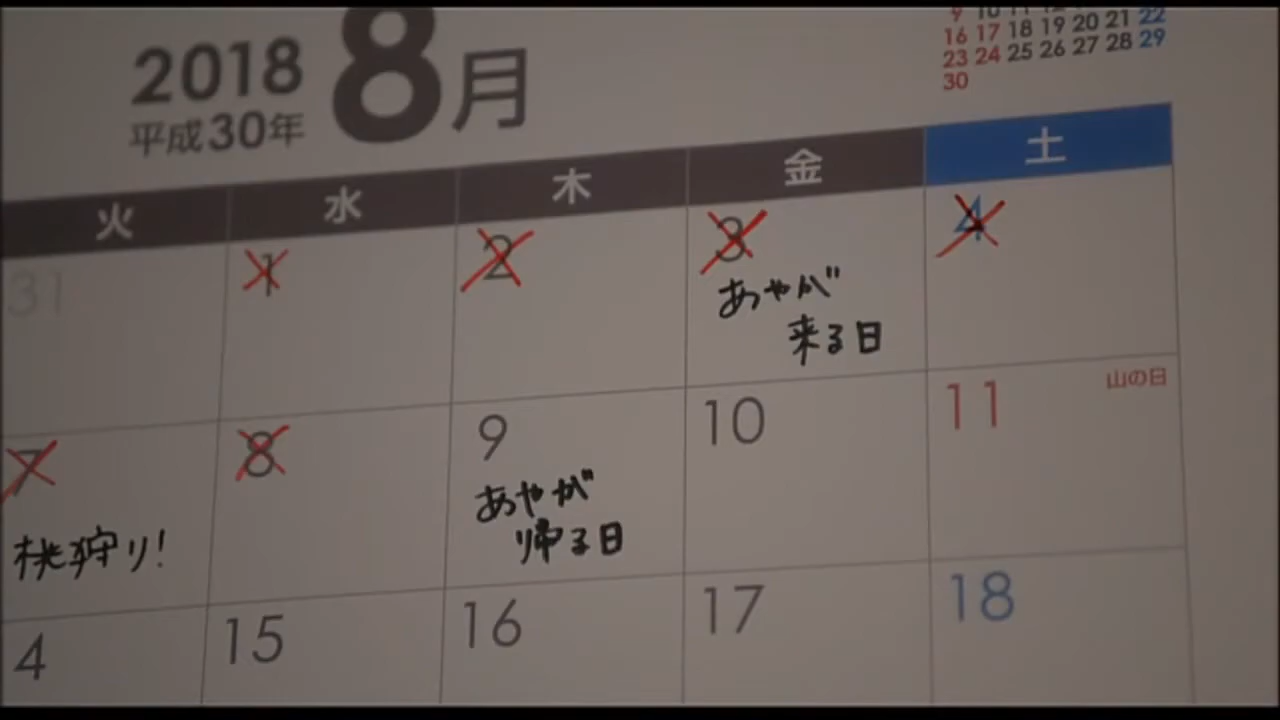 2018
平成30年
8月
9 10 11 12
16 17 18 19 20 21 22
23 24 25 26 27 28 29
30
火 水 木 金 土
31 1 2 3 4
あやが
来る日
7 8 9 10 11 山の日
桃狩り!
あやが
帰る日
4 15 16 17 18